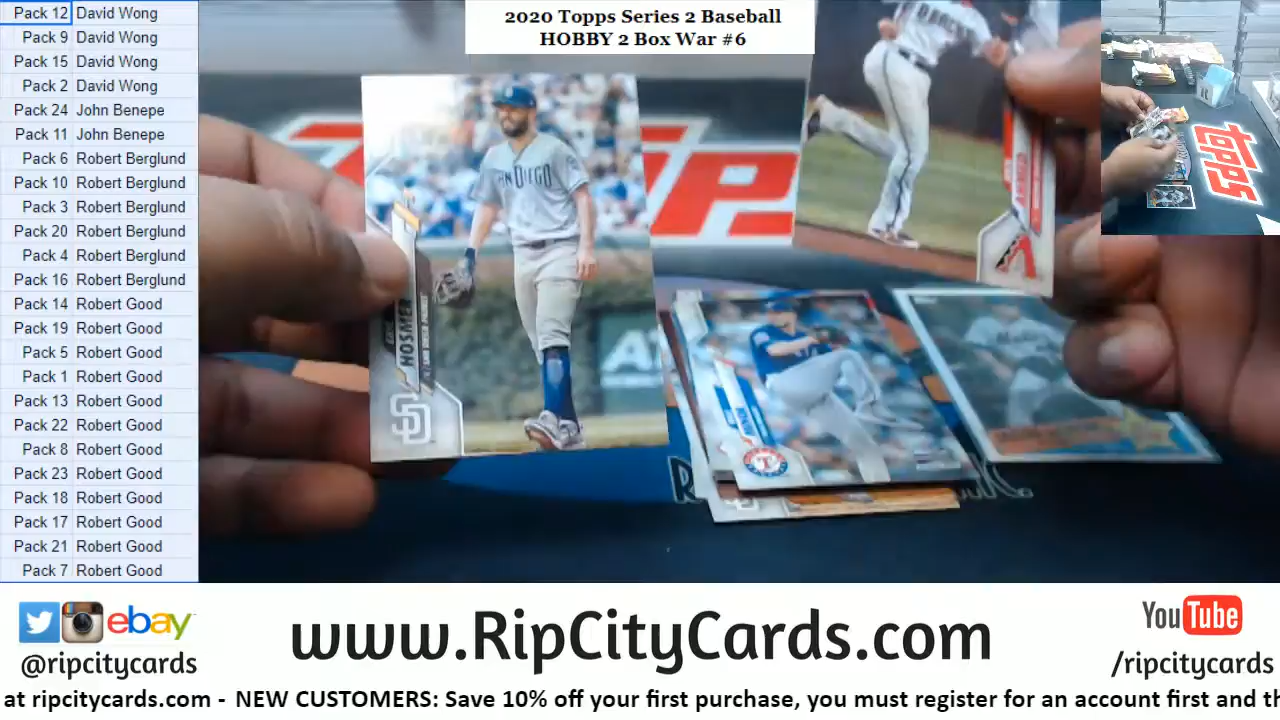 Pack 12 David Wong
Pack 9 David Wong
Pack 15 David Wong
Pack 2 David Wong
Pack 24 John Benepe
Pack 11 John Benepe
Pack 6 Robert Berglund
Pack 10 Robert Berglund
Pack 3 Robert Berglund
Pack 20 Robert Berglund
Pack 4 Robert Berglund
Pack 16 Robert Berglund
Pack 14 Robert Good
Pack 19 Robert Good
Pack 5 Robert Good
Pack 1 Robert Good
Pack 13 Robert Good
Pack 22 Robert Good
Pack 8 Robert Good
Pack 23 Robert Good
Pack 18 Robert Good
Pack 17 Robert Good
Pack 21 Robert Good
Pack 7 Robert Good
2020 Topps Series 2 Baseball
HOBBY 2 Box War #6
topps
SAN DIEGO
HOSMER
SD
ebay
@ripcitycards
www.RipCityCards.com
YouTube
/ripcitycards
at ripcitycards.com - NEW CUSTOMERS: Save 10% off your first purchase, you must register for an account first and th